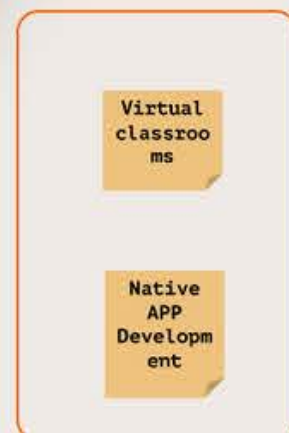 Virtual
classroo
ms
Native
APP
Developm
ent